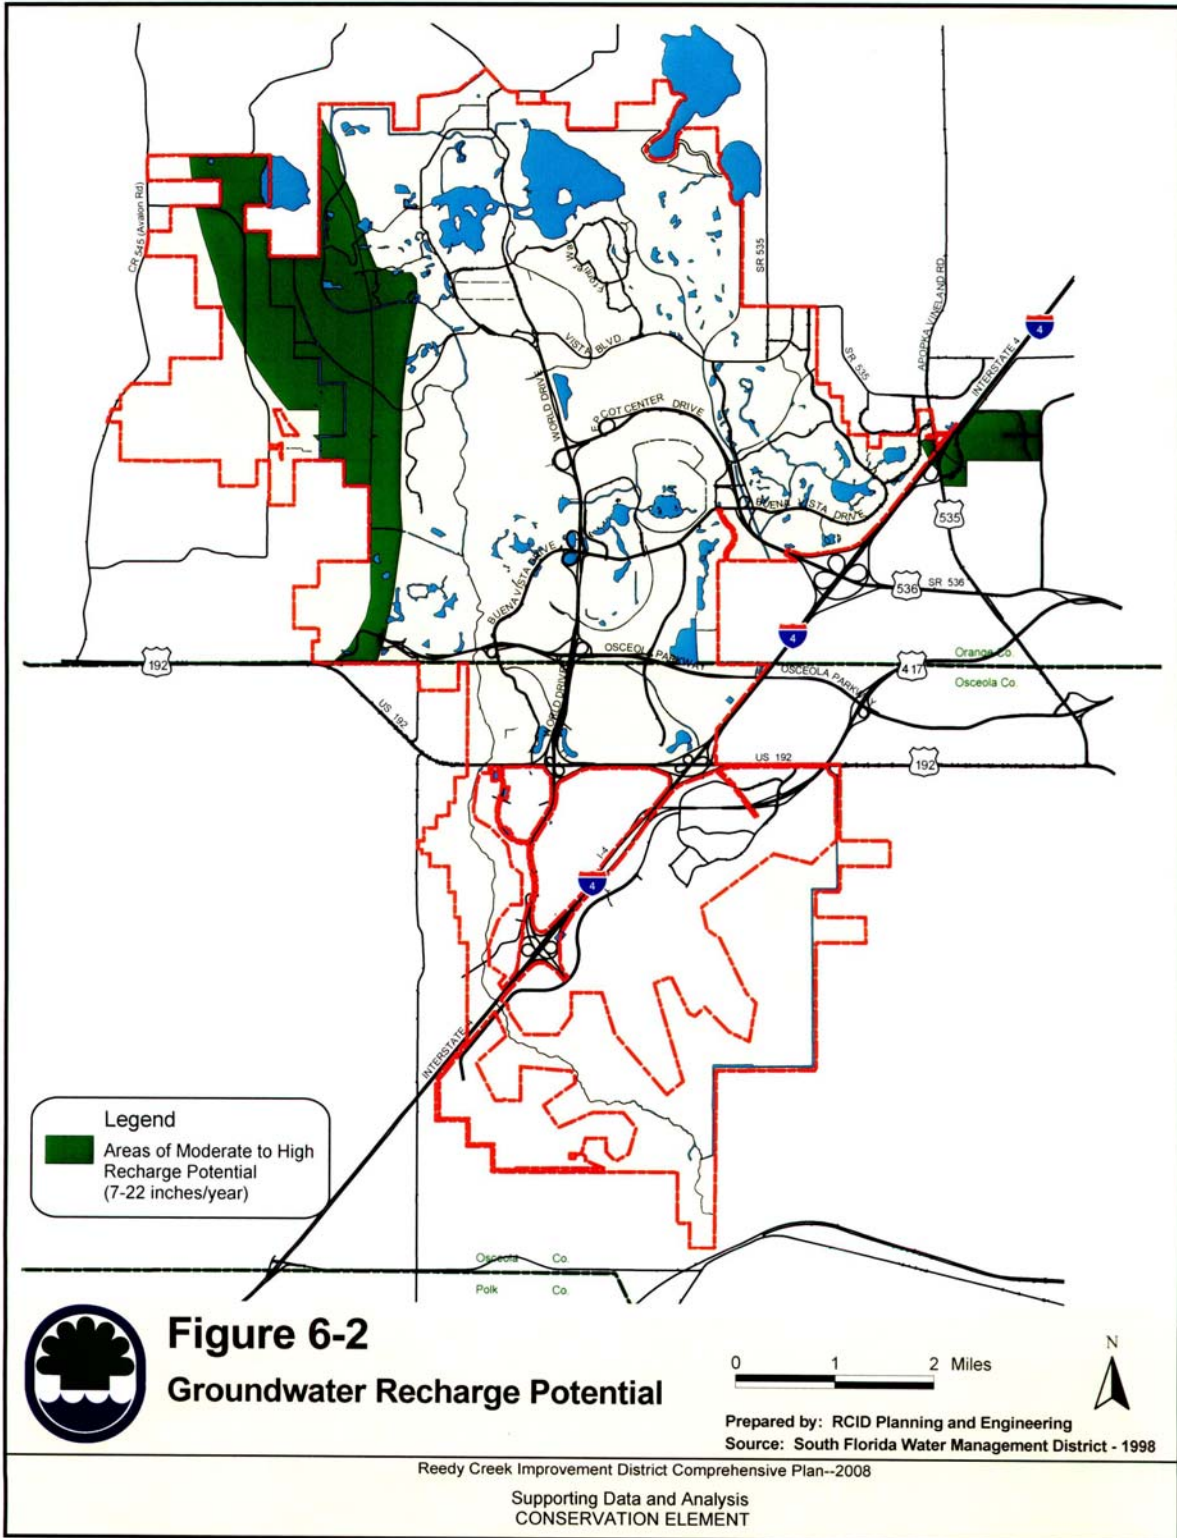 CR 545 (Avalon Rd)
SR 535
APOPKA VINELAND RD
4
INTERSTATE 4
SR 535
VISTA BLVD
WORLD DRIVE
EPCOT CENTER DRIVE
BUENA VISTA DRIVE
535
BUENA VISTA DRIVE
536
SR 536
4
192
OSCEOLA PARKWAY
Orange Co.
417
OSCEOLA PARKWAY
Osceola Co.
US 192
WORLD DRIVE
US 192
192
I-4
4
INTERSTATE 4
Legend
Areas of Moderate to High
Recharge Potential
(7-22 inches/year)
Osceola Co.
Polk Co.
Figure 6-2
Groundwater Recharge Potential
0 1 2 Miles
N
Prepared by: RCID Planning and Engineering
Source: South Florida Water Management District - 1998
Reedy Creek Improvement District Comprehensive Plan--2008
Supporting Data and Analysis
CONSERVATION ELEMENT